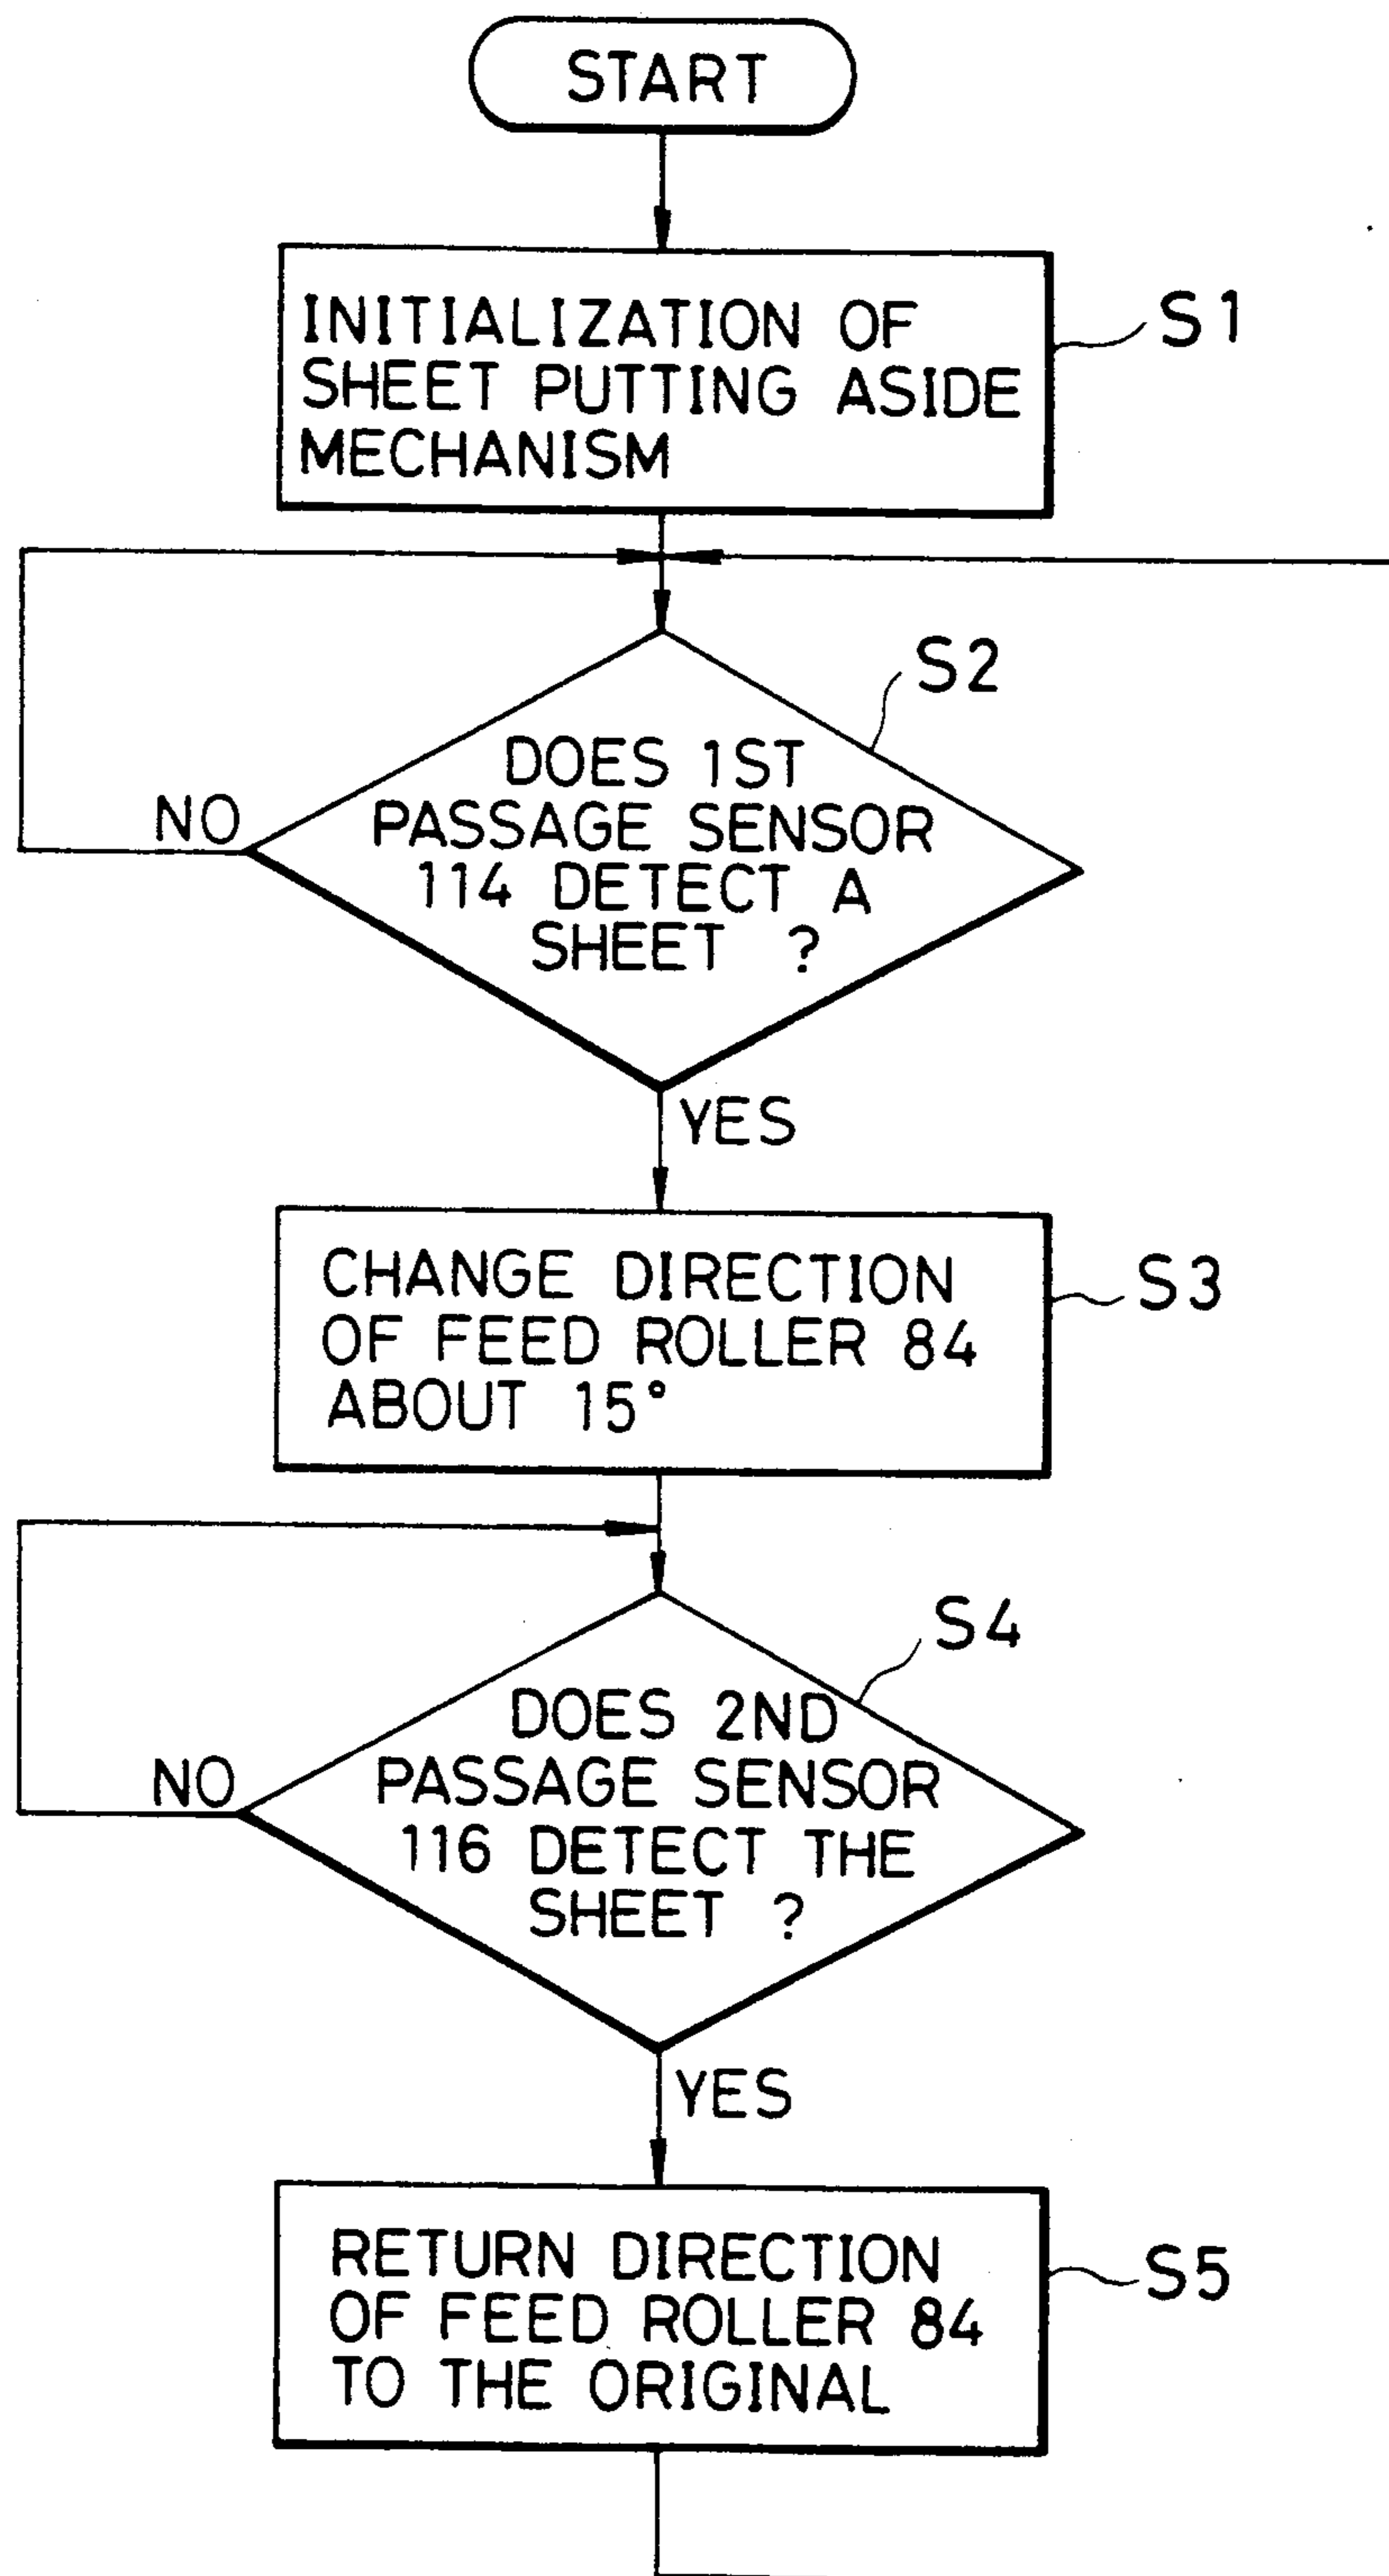 START
INITIALIZATION OF
SHEET PUTTING ASIDE
MECHANISM
S1
S2
DOES 1ST
PASSAGE SENSOR
114 DETECT A
SHEET ?
NO
YES
CHANGE DIRECTION
OF FEED ROLLER 84
ABOUT 15°
S3
S4
DOES 2ND
PASSAGE SENSOR
116 DETECT THE
SHEET ?
NO
YES
RETURN DIRECTION
OF FEED ROLLER 84
TO THE ORIGINAL
S5